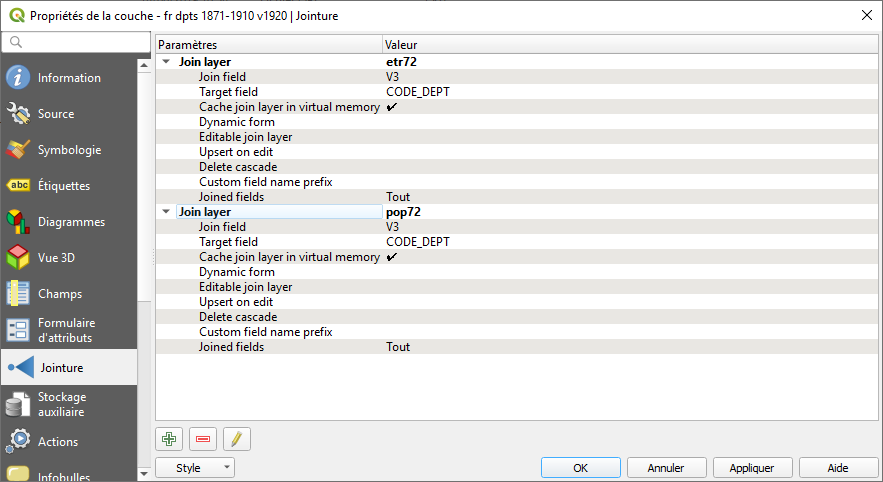 Propriétés de la couche - fr dpts 1871-1910 v1920 | Jointure
Information
Source
Symbologie
abc Étiquettes
Diagrammes
Vue 3D
Champs
Formulaire
d'attributs
Jointure
Stockage
auxiliaire
Actions
Infobulles
Paramètres Valeur
Join layer etr72
Join field V3
Target field CODE_DEPT
Cache join layer in virtual memory ✔
Dynamic form
Editable join layer
Upsert on edit
Delete cascade
Custom field name prefix
Joined fields Tout
Join layer pop72
Join field V3
Target field CODE_DEPT
Cache join layer in virtual memory ✔
Dynamic form
Editable join layer
Upsert on edit
Delete cascade
Custom field name prefix
Joined fields Tout
Style OK Annuler Appliquer Aide